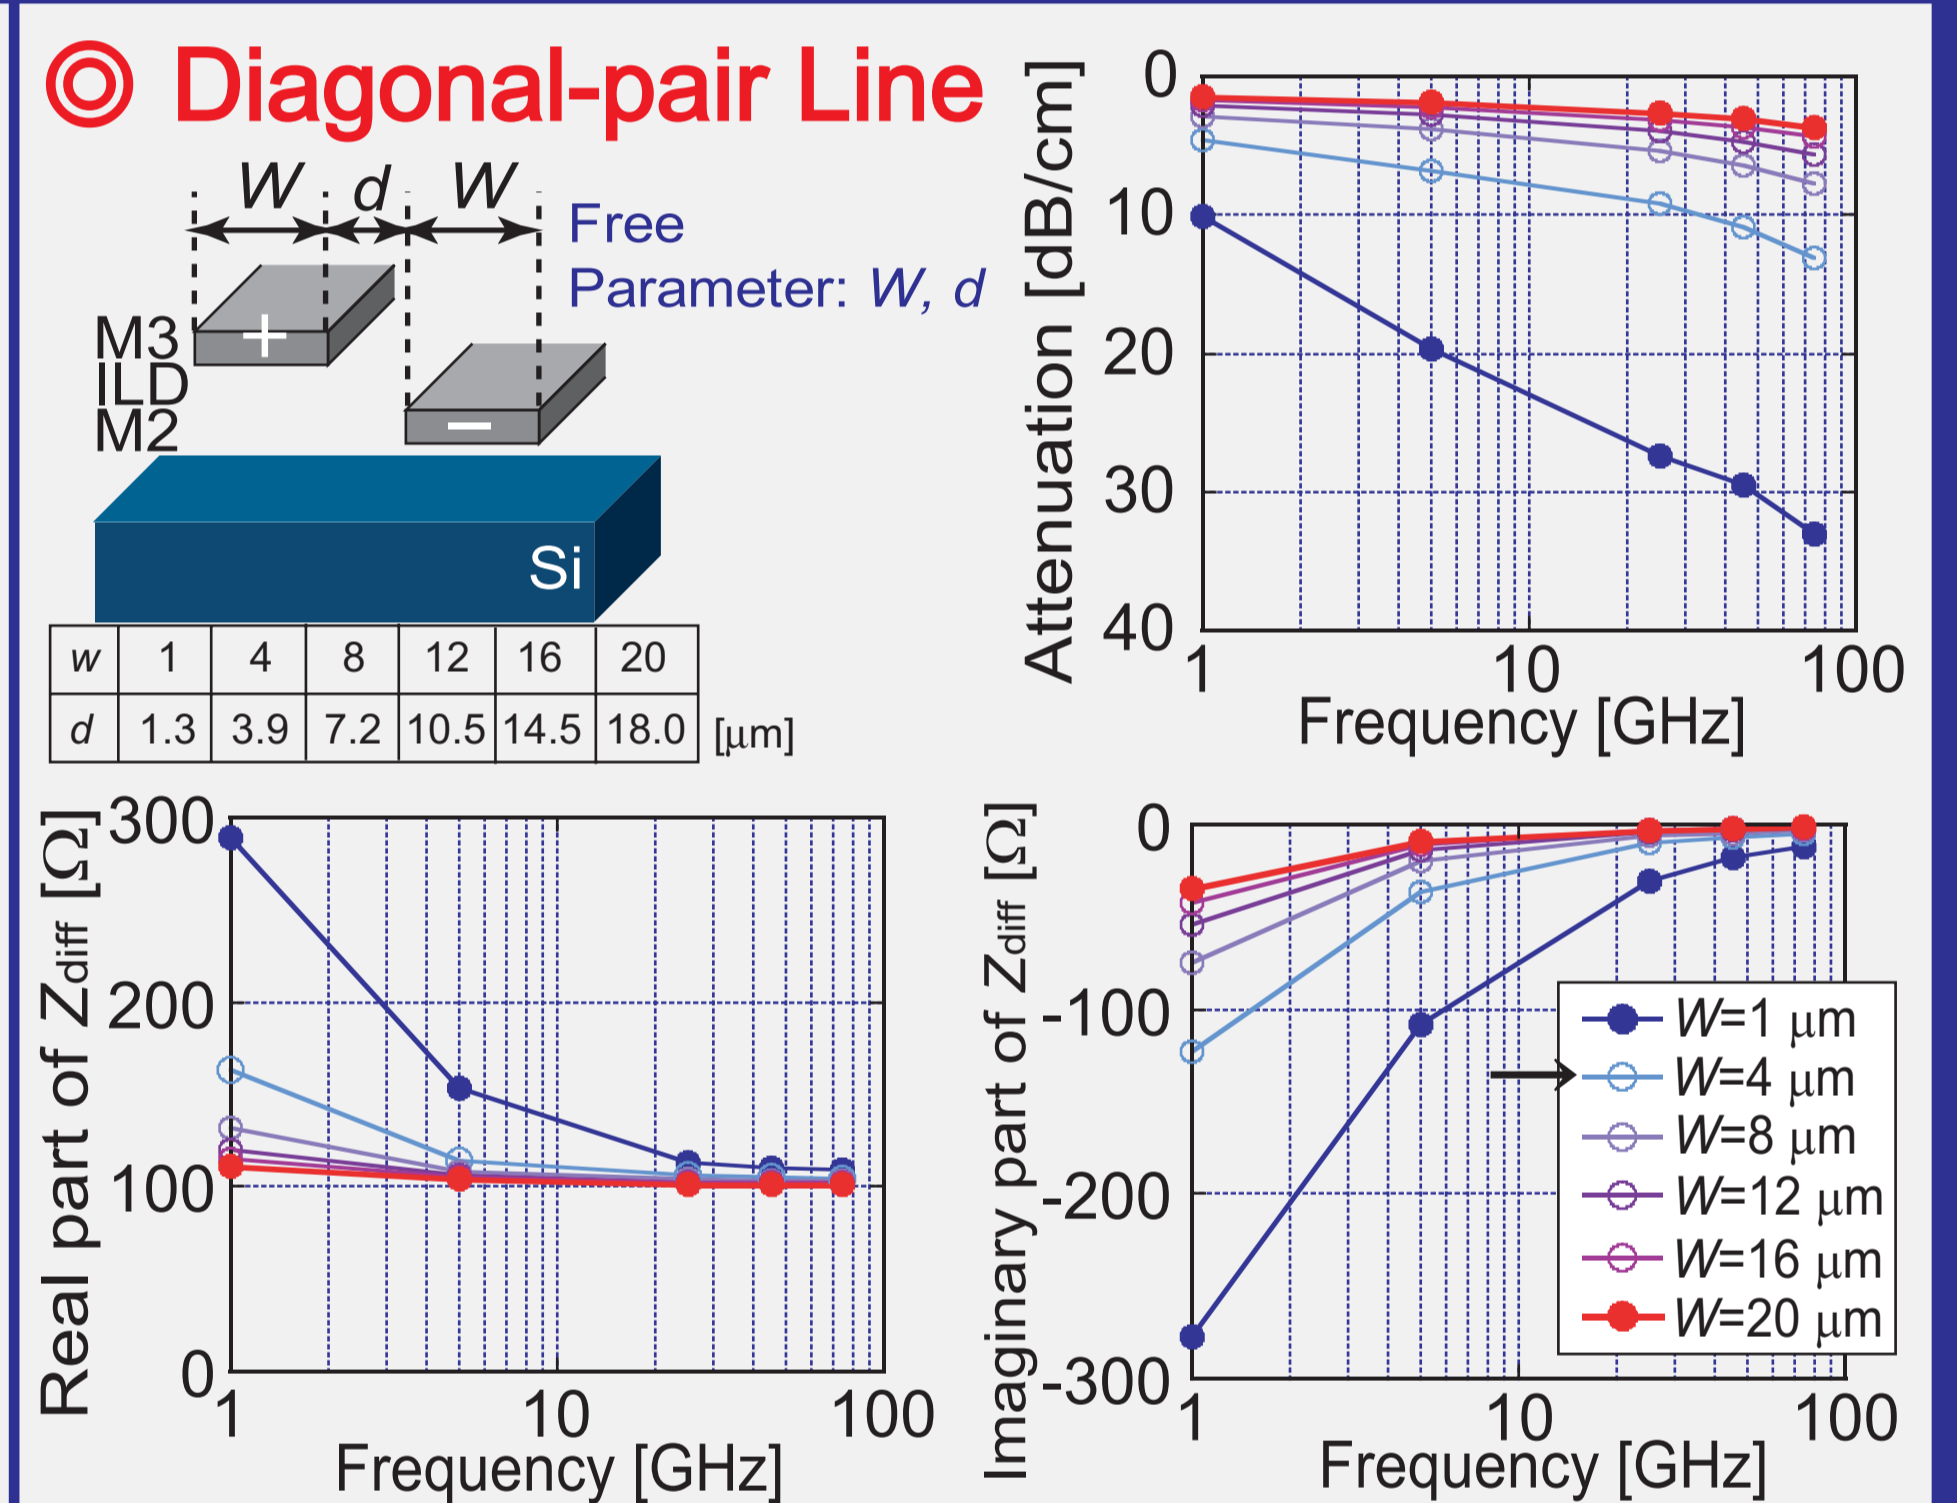 Diagonal-pair Line
W d W
Free
Parameter: W, d
M3
+
ILD
M2
−
Si
w 1 4 8 12 16 20
d 1.3 3.9 7.2 10.5 14.5 18.0 [μm]
Attenuation [dB/cm]
0
10
20
30
40
1 10 100
Frequency [GHz]
Real part of Zdiff [Ω]
300
200
100
0
1 10 100
Frequency [GHz]
Imaginary part of Zdiff [Ω]
0
-100
-200
-300
1 10 100
Frequency [GHz]
W=1 μm
W=4 μm
W=8 μm
W=12 μm
W=16 μm
W=20 μm